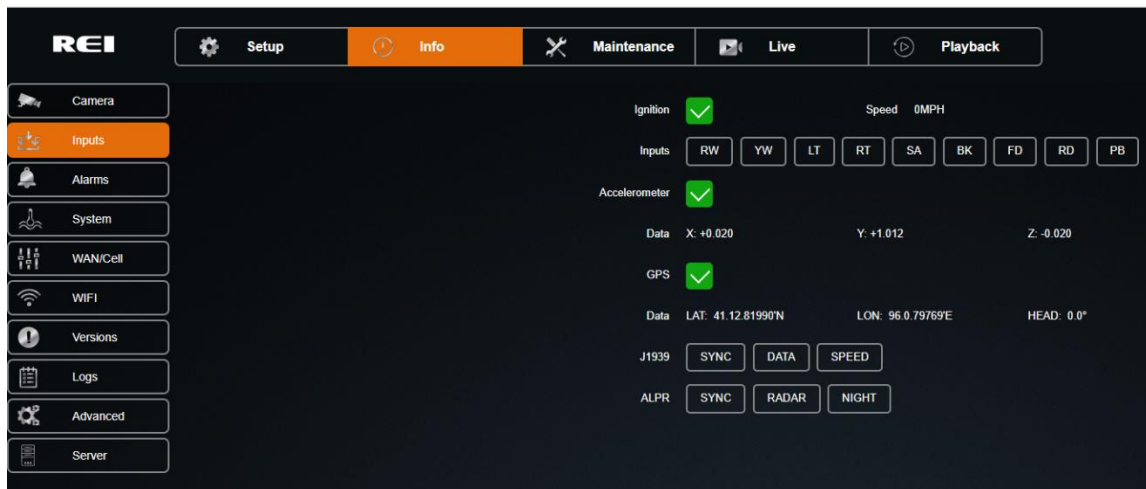 REI Setup Info Maintenance Live Playback
Camera
Inputs
Alarms
System
WAN/Cell
WIFI
Versions
Logs
Advanced
Server
Ignition Speed 0MPH
Inputs RW YW LT RT SA BK FD RD PB
Accelerometer
Data X: +0.020 Y: +1.012 Z: -0.020
GPS
Data LAT: 41.12.81990'N LON: 96.0.79769'E HEAD: 0.0°
J1939 SYNC DATA SPEED
ALPR SYNC RADAR NIGHT